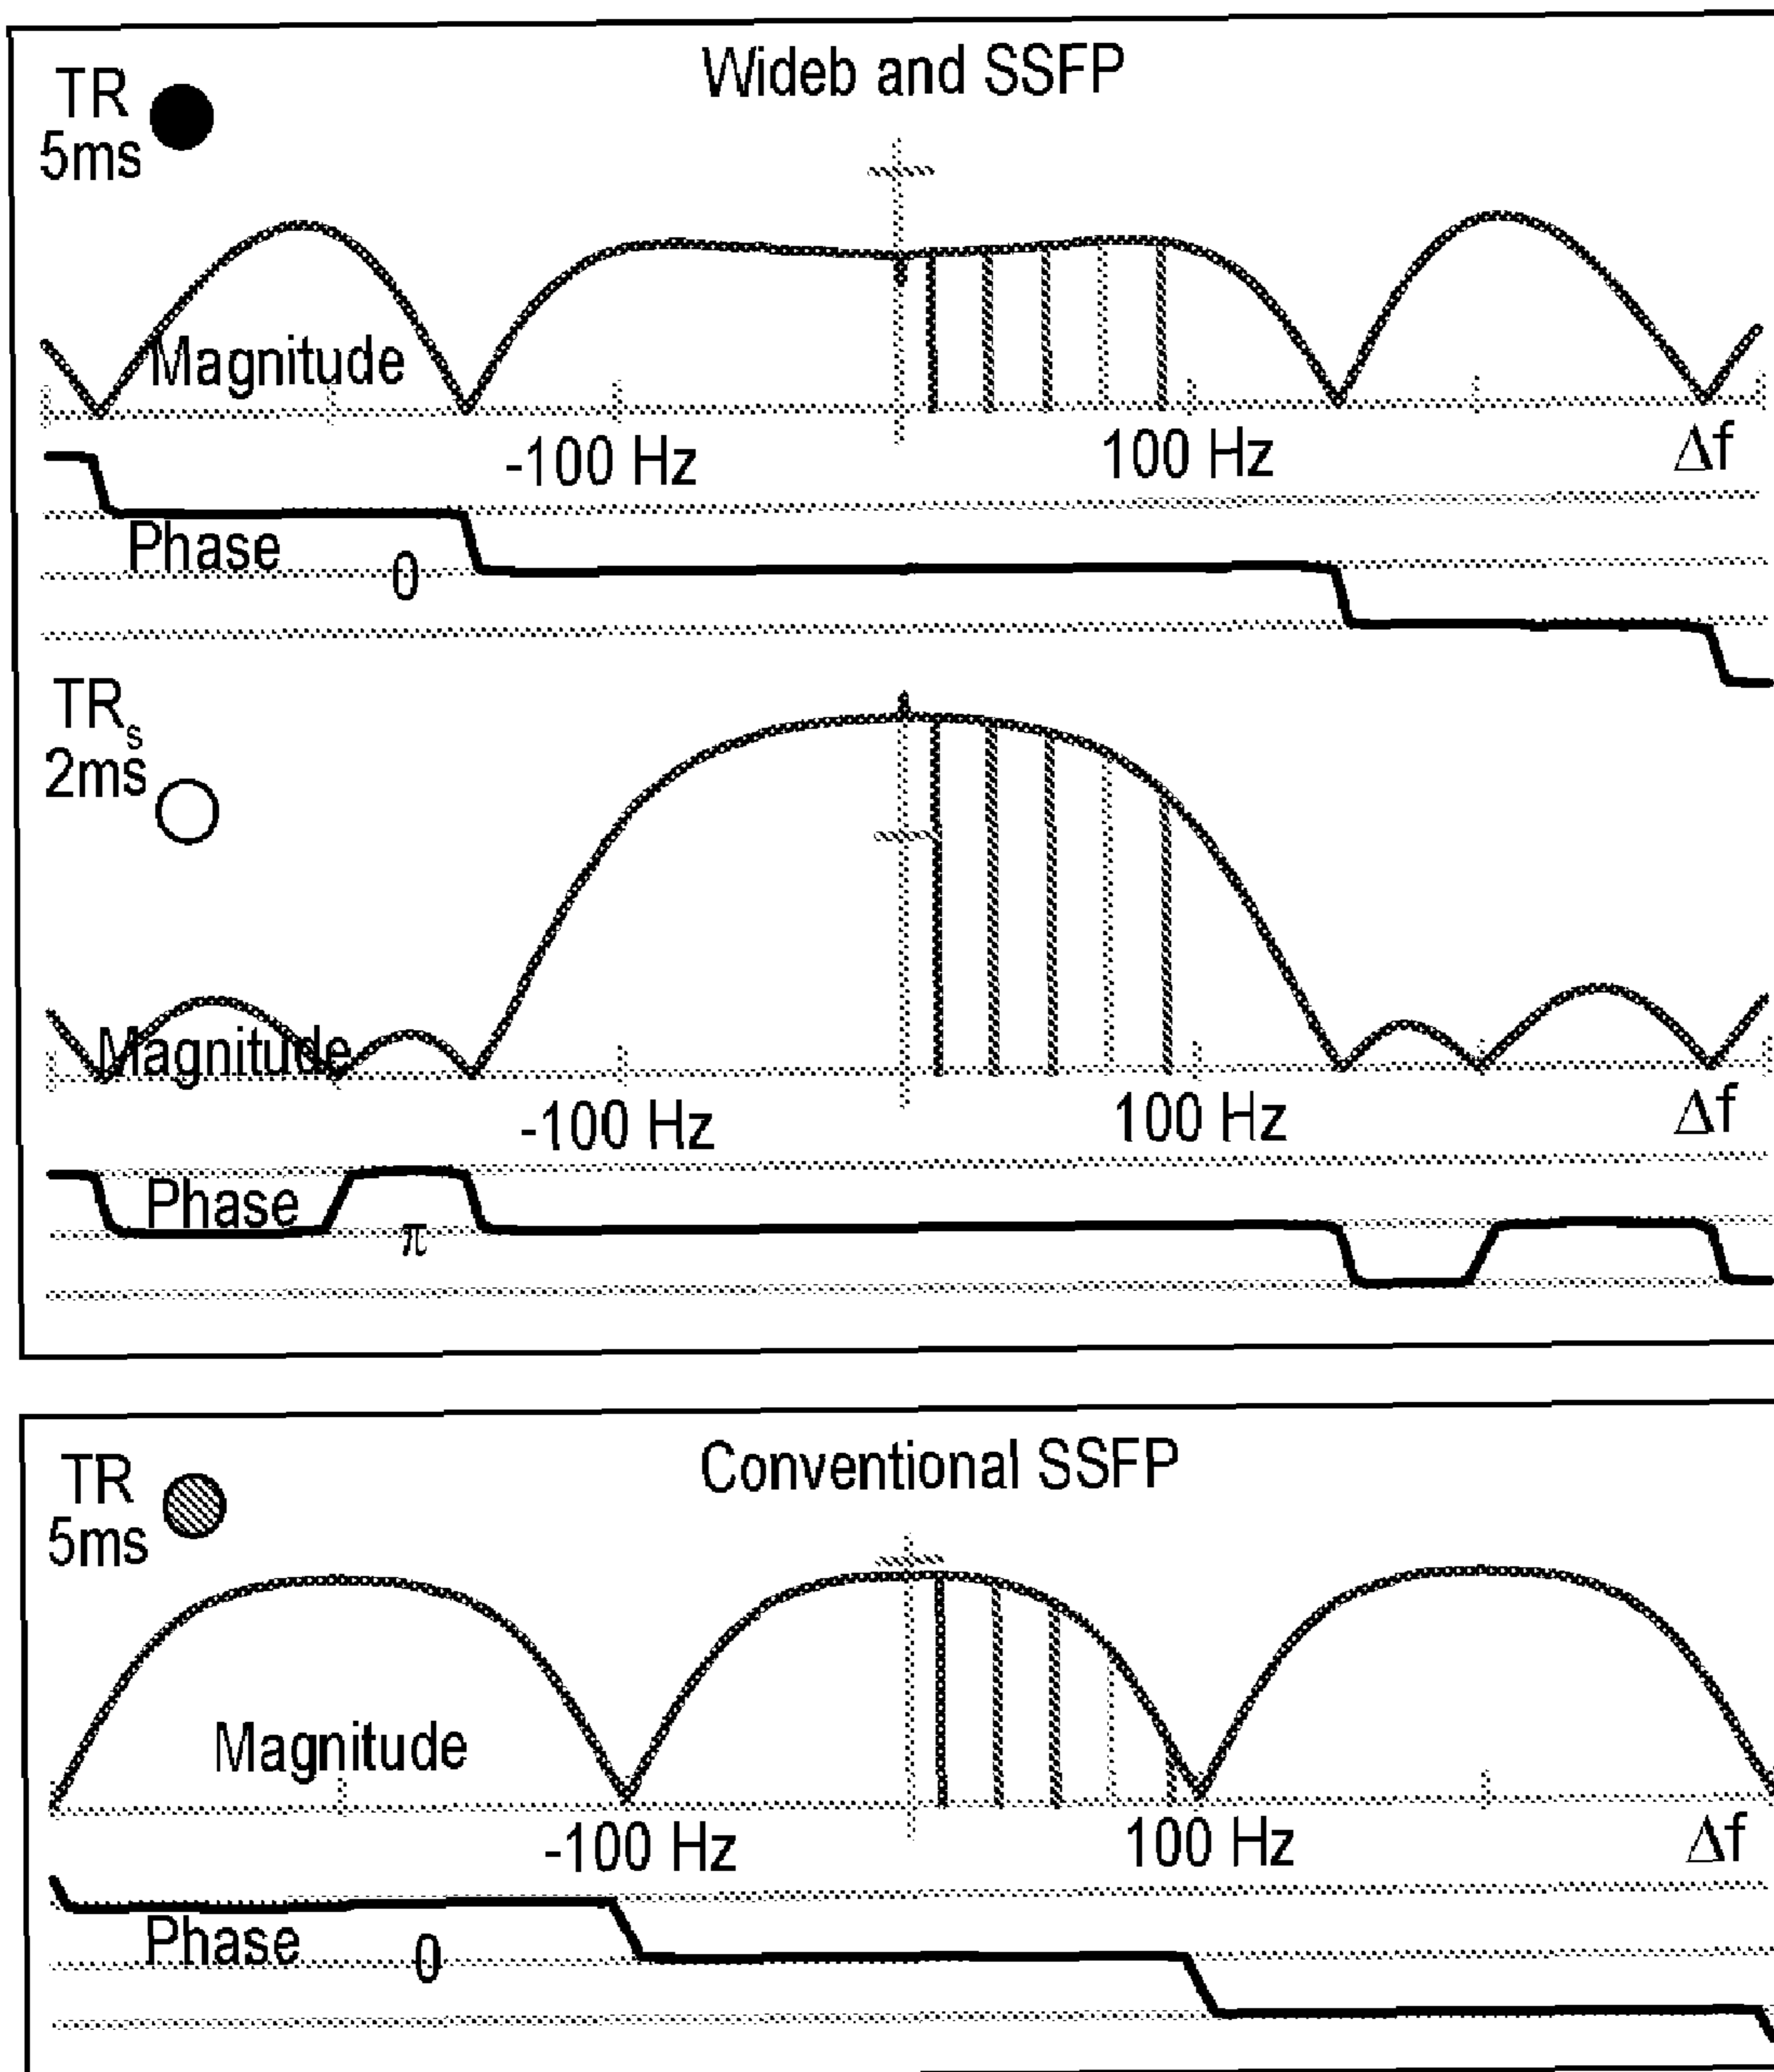 Wideb and SSFP
TR
5ms
Magnitude
-100 Hz
100 Hz
Δf
Phase
0
TRs
2ms
Magnitude
-100 Hz
100 Hz
Δf
Phase
π
Conventional SSFP
TR
5ms
Magnitude
-100 Hz
100 Hz
Δf
Phase
0